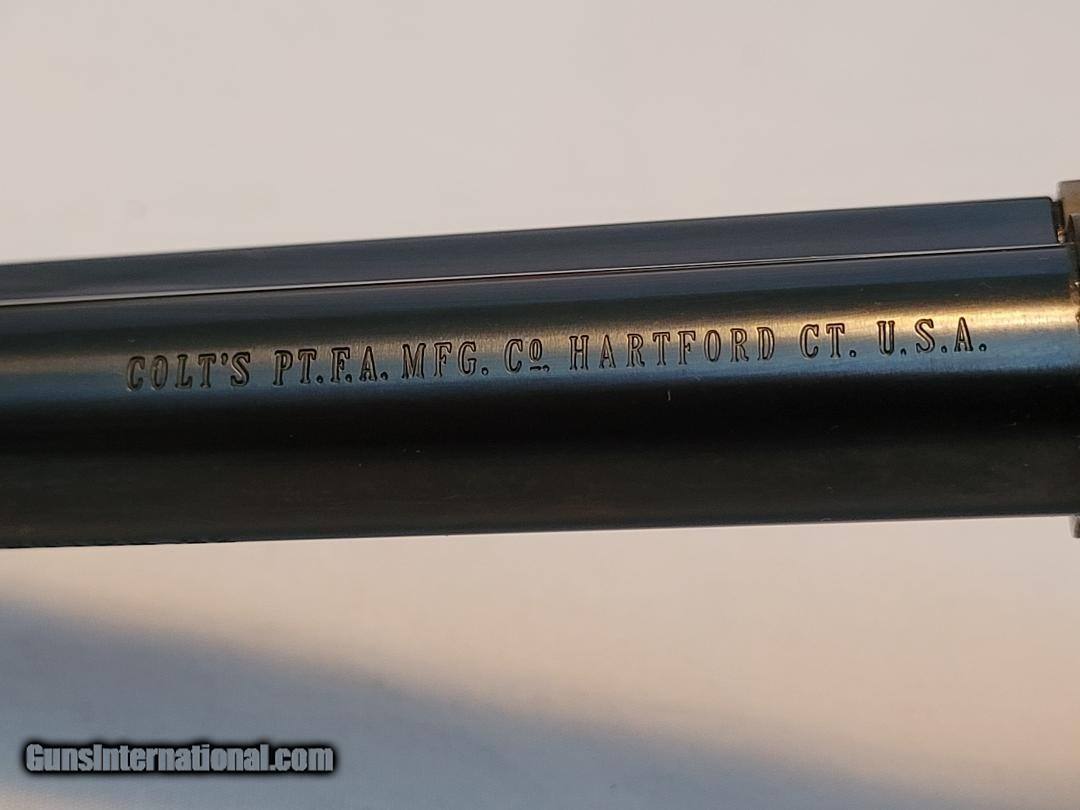 COLT'S PT.F.A. MFG. Cº. HARTFORD CT. U.S.A.
GunsInternational.com